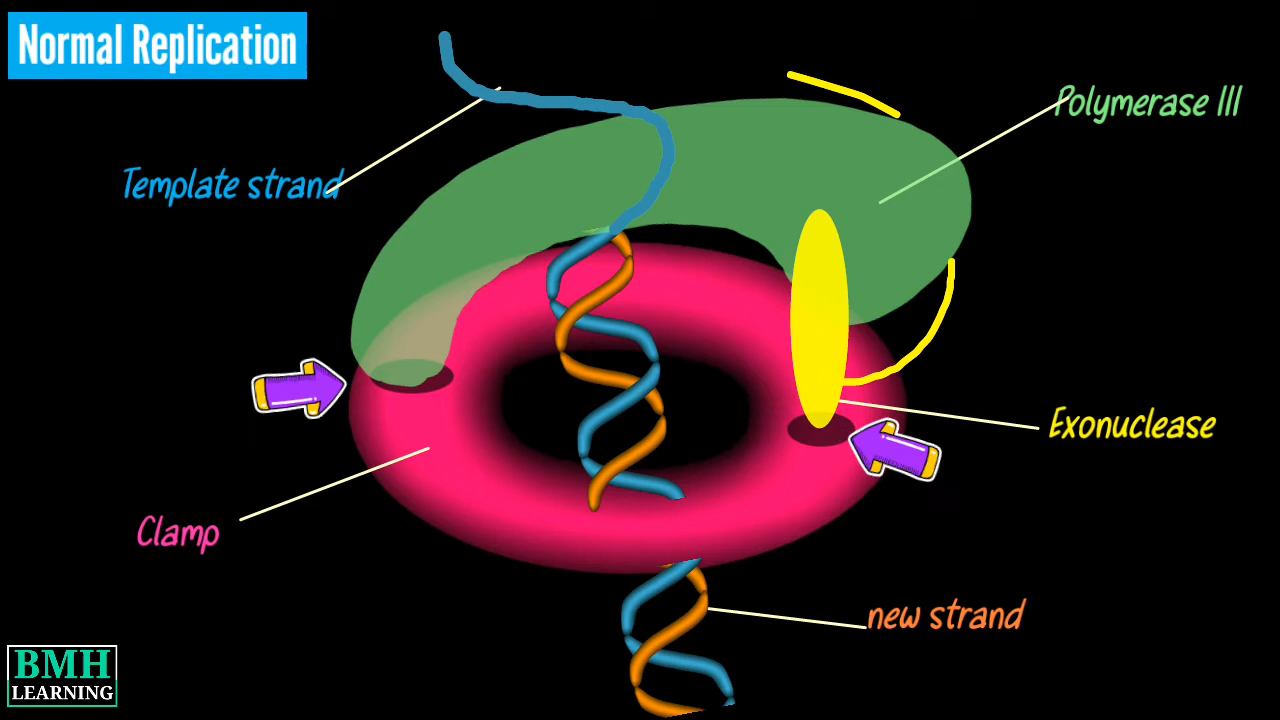 Normal Replication
Polymerase III
Template strand
Exonuclease
Clamp
new strand
BMH
LEARNING